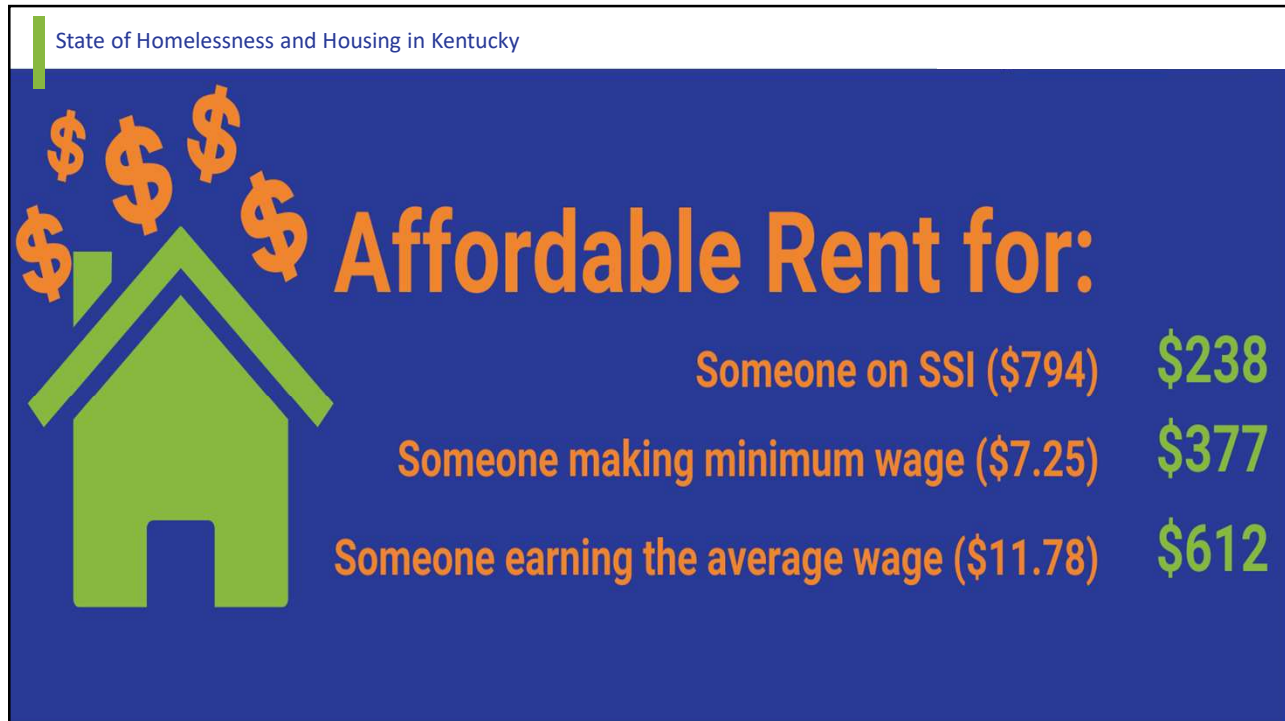 State of Homelessness and Housing in Kentucky
$ $ $ $ $
Affordable Rent for:
Someone on SSI ($794) $238
Someone making minimum wage ($7.25) $377
Someone earning the average wage ($11.78) $612